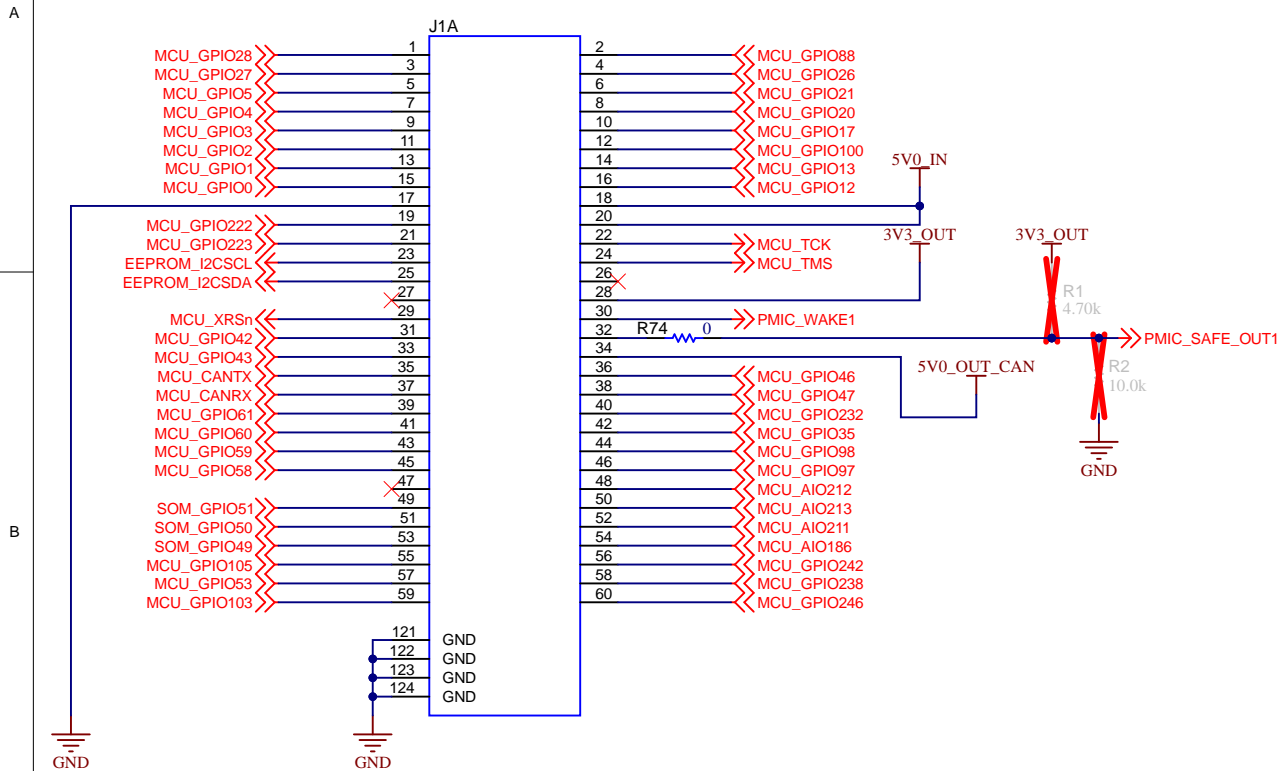 A
J1A
MCU_GPIO28 1 2 MCU_GPIO88
MCU_GPIO27 3 4 MCU_GPIO26
MCU_GPIO5 5 6 MCU_GPIO21
MCU_GPIO4 7 8 MCU_GPIO20
MCU_GPIO3 9 10 MCU_GPIO17
MCU_GPIO2 11 12 MCU_GPIO100
MCU_GPIO1 13 14 MCU_GPIO13
5V0_IN
MCU_GPIO0 15 16 MCU_GPIO12
17 18
MCU_GPIO222 19 20
3V3_OUT 3V3_OUT
MCU_GPIO223 21 22 MCU_TCK
EEPROM_I2CSCL 23 24 MCU_TMS
EEPROM_I2CSDA 25 26
27 28
R1
4.70k
MCU_XRSn 29 30 PMIC_WAKE1
MCU_GPIO42 31 32 R74 0 PMIC_SAFE_OUT1
MCU_GPIO43 33 34
5V0_OUT_CAN
R2
10.0k
MCU_CANTX 35 36 MCU_GPIO46
MCU_CANRX 37 38 MCU_GPIO47
MCU_GPIO61 39 40 MCU_GPIO232
MCU_GPIO60 41 42 MCU_GPIO35
MCU_GPIO59 43 44 MCU_GPIO98
MCU_GPIO58 45 46 MCU_GPIO97
GND
47 48 MCU_AIO212
SOM_GPIO51 49 50 MCU_AIO213
SOM_GPIO50 51 52 MCU_AIO211
B
SOM_GPIO49 53 54 MCU_AIO186
MCU_GPIO105 55 56 MCU_GPIO242
MCU_GPIO53 57 58 MCU_GPIO238
MCU_GPIO103 59 60 MCU_GPIO246
121 GND
122 GND
123 GND
124 GND
GND GND